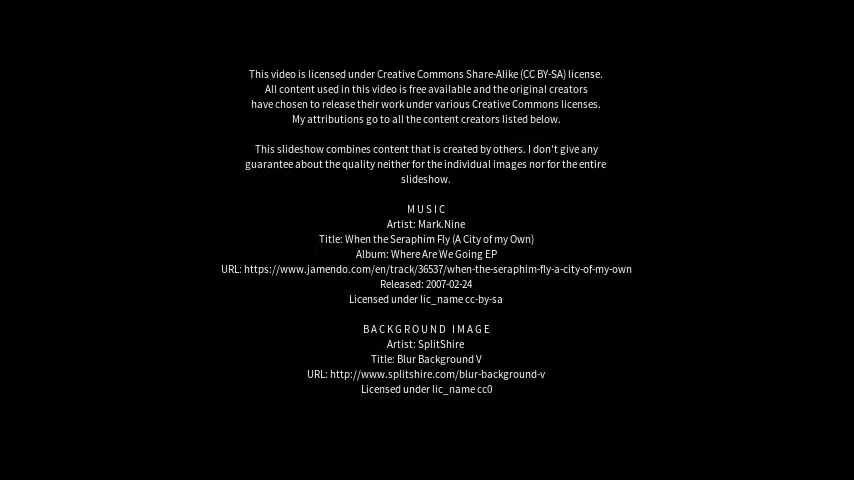 This video is licensed under Creative Commons Share-Alike (CC BY-SA) license.
All content used in this video is free available and the original creators
have chosen to release their work under various Creative Commons licenses.
My attributions go to all the content creators listed below.
This slideshow combines content that is created by others. I don't give any
guarantee about the quality neither for the individual images nor for the entire
slideshow.
MUSIC
Artist: Mark.Nine
Title: When the Seraphim Fly (A City of my Own)
Album: Where Are We Going EP
URL: https://www.jamendo.com/en/track/36537/when-the-seraphim-fly-a-city-of-my-own
Released: 2007-02-24
Licensed under lic_name cc-by-sa
BACKGROUND IMAGE
Artist: SplitShire
Title: Blur Background V
URL: http://www.splitshire.com/blur-background-v
Licensed under lic_name cc0